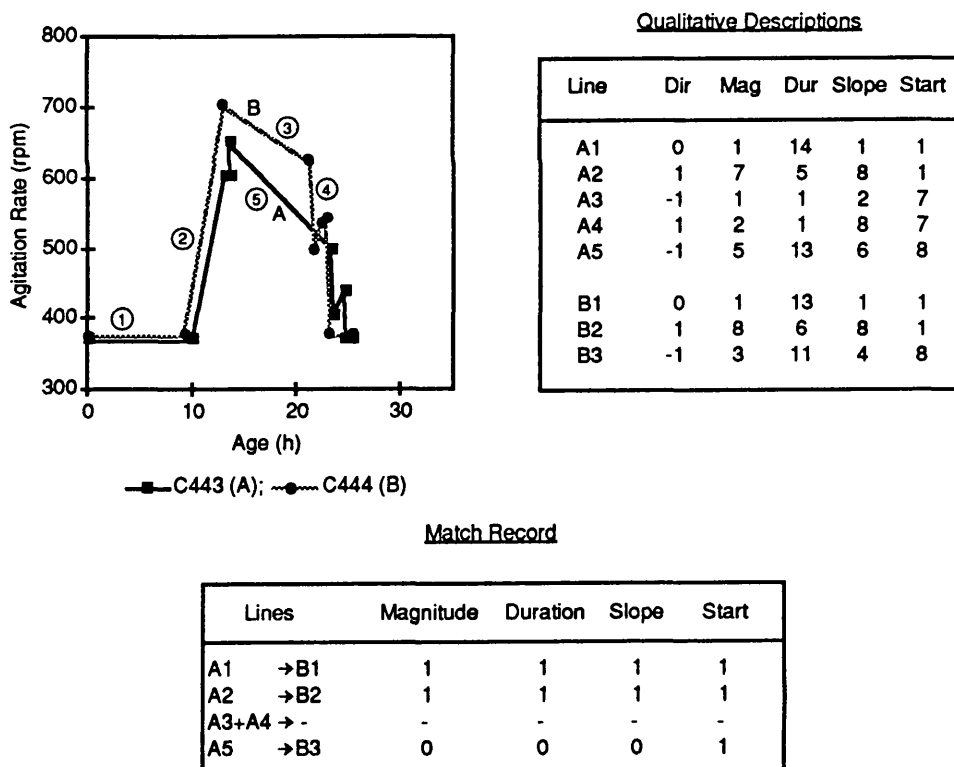 Qualitative Descriptions
800
700
600
500
400
300
Agitation Rate (rpm)
0 10 20 30
Age (h)
B
③
④
⑤
A
②
①
C443 (A); C444 (B)
Line Dir Mag Dur Slope Start
A1 0 1 14 1 1
A2 1 7 5 8 1
A3 -1 1 1 2 7
A4 1 2 1 8 7
A5 -1 5 13 6 8
B1 0 1 13 1 1
B2 1 8 6 8 1
B3 -1 3 11 4 8
Match Record
Lines Magnitude Duration Slope Start
A1 →B1 1 1 1 1
A2 →B2 1 1 1 1
A3+A4 → - - - - -
A5 →B3 0 0 0 1